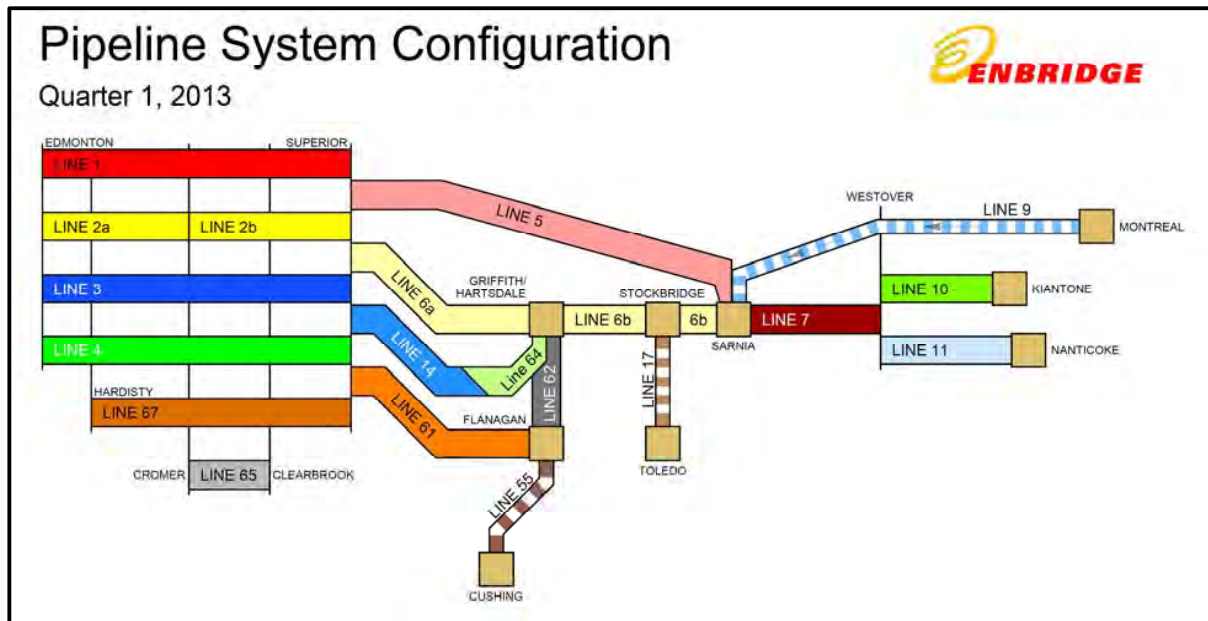 Pipeline System Configuration
Quarter 1, 2013
ENBRIDGE
EDMONTON
SUPERIOR
LINE 1
LINE 5
WESTOVER
LINE 9
MONTREAL
LINE 2a
LINE 2b
LINE 6a
GRIFFITH/
HARTSDALE
STOCKBRIDGE
LINE 3
LINE 10
KIANTONE
LINE 6b
6b
LINE 7
SARNIA
LINE 4
LINE 14
Line 64
LINE 62
LINE 17
LINE 11
NANTICOKE
HARDISTY
LINE 67
LINE 61
FLANAGAN
TOLEDO
CROMER
LINE 65
CLEARBROOK
LINE 55
CUSHING